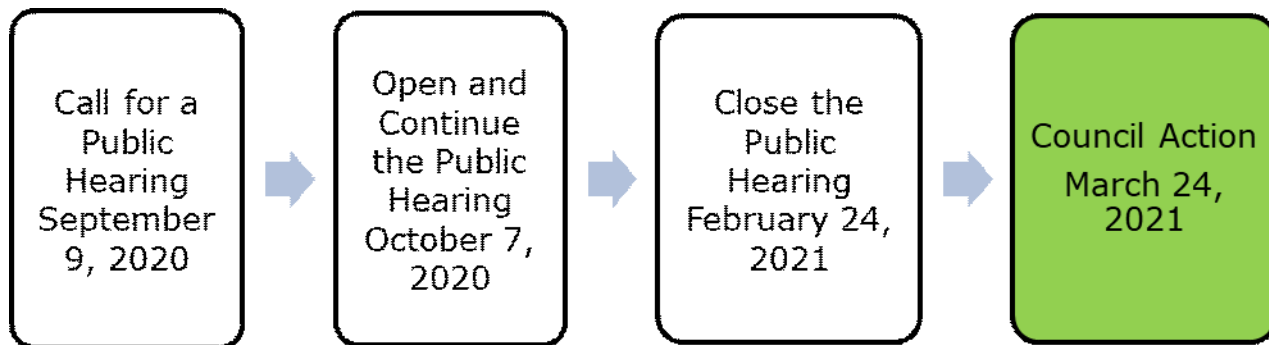 Call for a
Public
Hearing
September
9, 2020
Open and
Continue
the Public
Hearing
October 7,
2020
Close the
Public
Hearing
February 24,
2021
Council Action
March 24,
2021